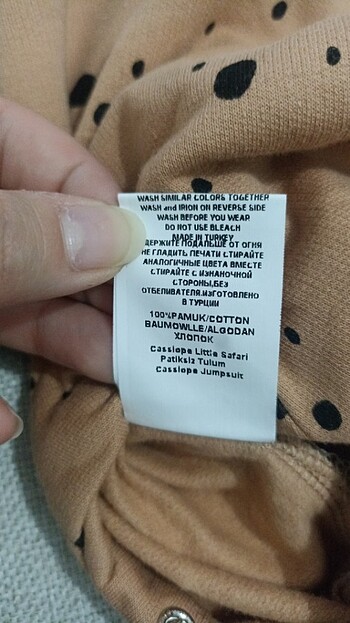 WASH SIMILAR COLORS TOGETHER
WASH and IRION ON REVERSE SIDE
WASH BEFORE YOU WEAR
DO NOT USE BLEACH
MADE IN TURKEY
ДЕРЖИТЕ ПОДАЛЬШЕ ОТ ОГНЯ
НЕ ГЛАДИТЬ ПЕЧАТИ СТИРАЙТЕ
АНАЛОГИЧНЫЕ ЦВЕТА ВМЕСТЕ
СТИРАЙТЕ С ИЗНАНОЧНОЙ
СТОРОНЫ,БЕЗ
ОТБЕЛИВАТЕЛЯ.ИЗГОТОВЛЕНО
В ТУРЦИИ
100%PAMUK/COTTON
BAUMOWLLE/ALGODAN
ХЛОПОК
Cassiope Little Safari
Patiksiz Tulum
Cassiope Jumpsuit